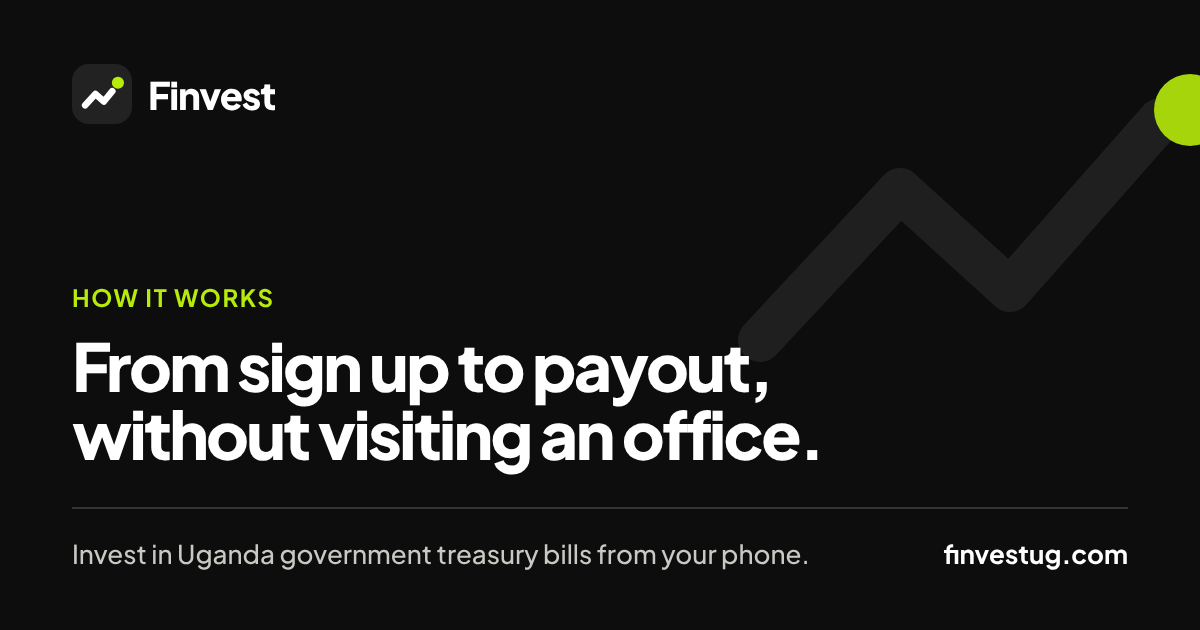 Finvest
HOW IT WORKS
From sign up to payout,
without visiting an office.
Invest in Uganda government treasury bills from your phone.
finvestug.com